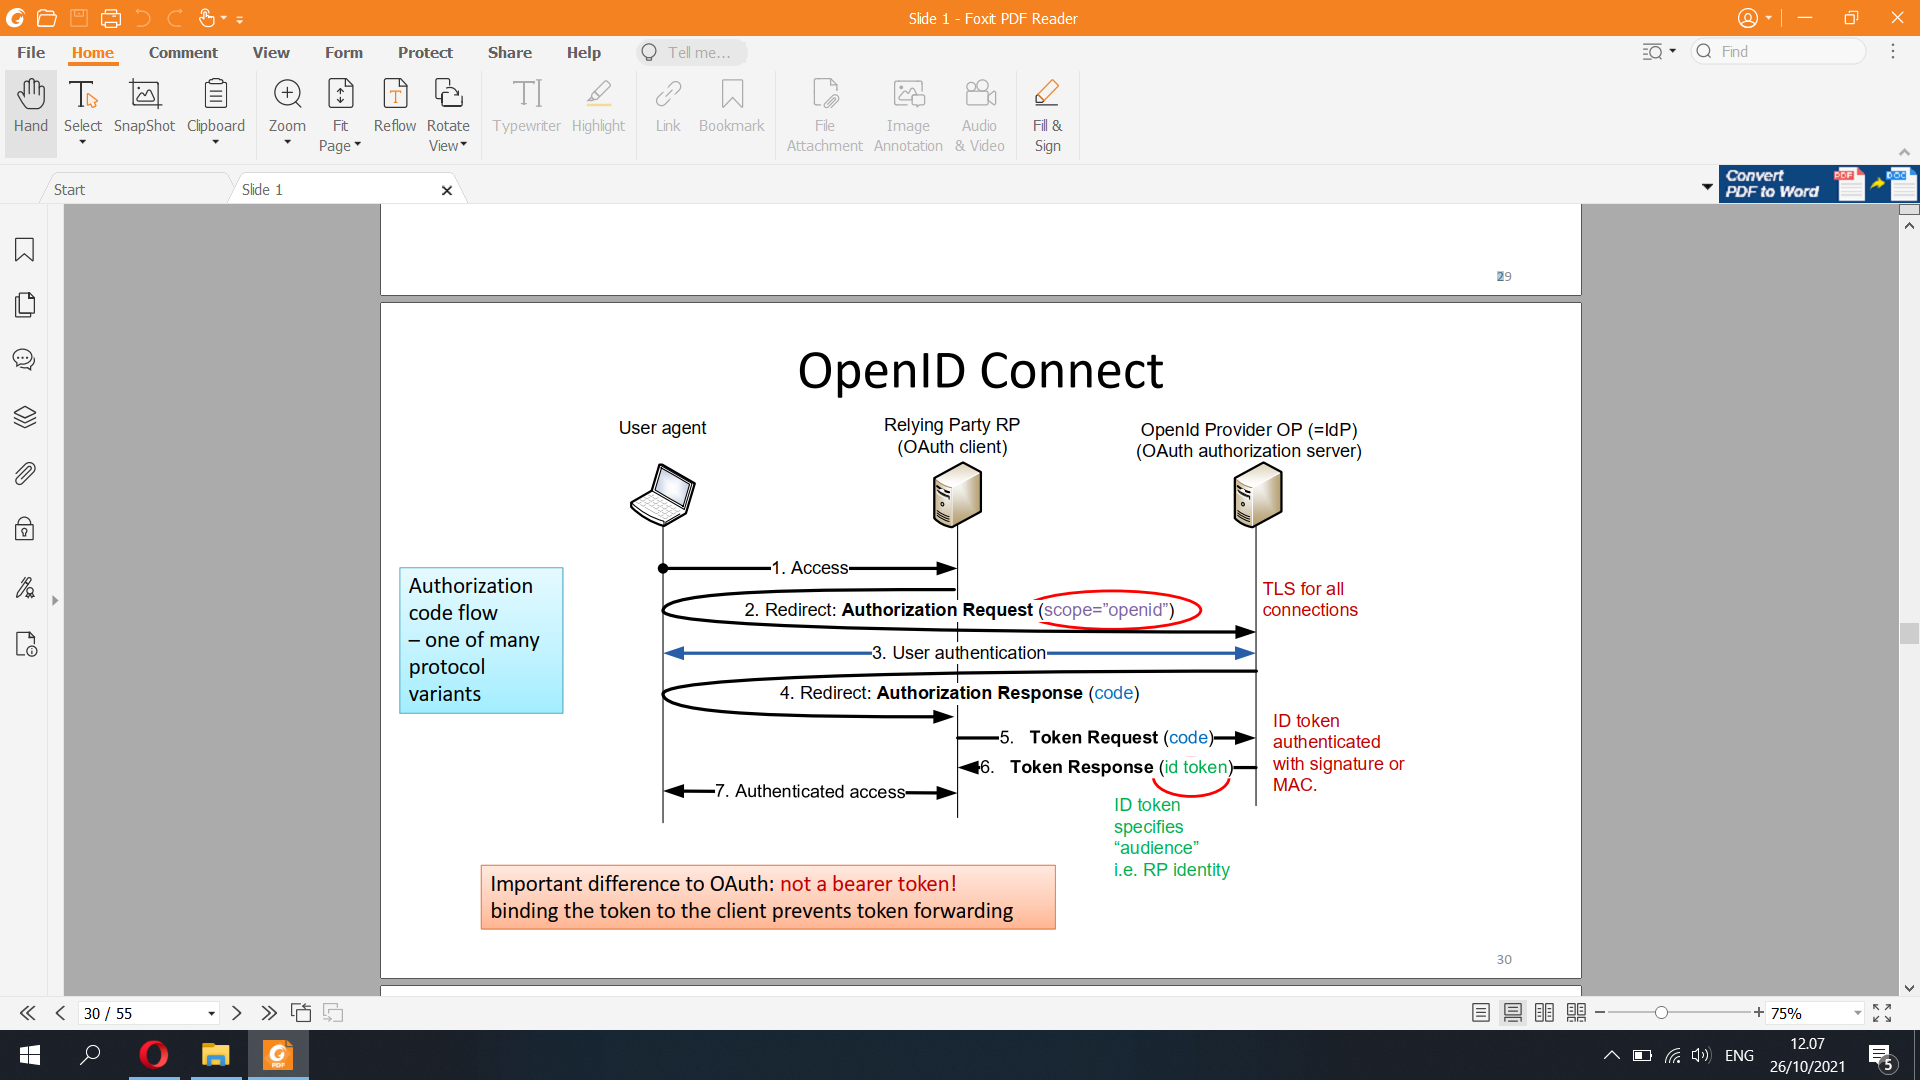 Slide 1 - Foxit PDF Reader
File Home Comment View Form Protect Share Help Tell me... Find
Hand Select SnapShot Clipboard Zoom Fit Page Reflow Rotate View Typewriter Highlight Link Bookmark File Attachment Image Annotation Audio & Video Fill & Sign
Start Slide 1
Convert
PDF to Word
PDF DOC
29
OpenID Connect
User agent
Relying Party RP
(OAuth client)
OpenId Provider OP (=IdP)
(OAuth authorization server)
1. Access
Authorization
code flow
– one of many
protocol
variants
TLS for all
connections
2. Redirect: Authorization Request (scope="openid")
3. User authentication
4. Redirect: Authorization Response (code)
5. Token Request (code)
6. Token Response (id token)
7. Authenticated access
ID token
authenticated
with signature or
MAC.
ID token
specifies
“audience”
i.e. RP identity
Important difference to OAuth: not a bearer token!
binding the token to the client prevents token forwarding
30
30 / 55
75%
PDF
ENG
12.07
26/10/2021
5